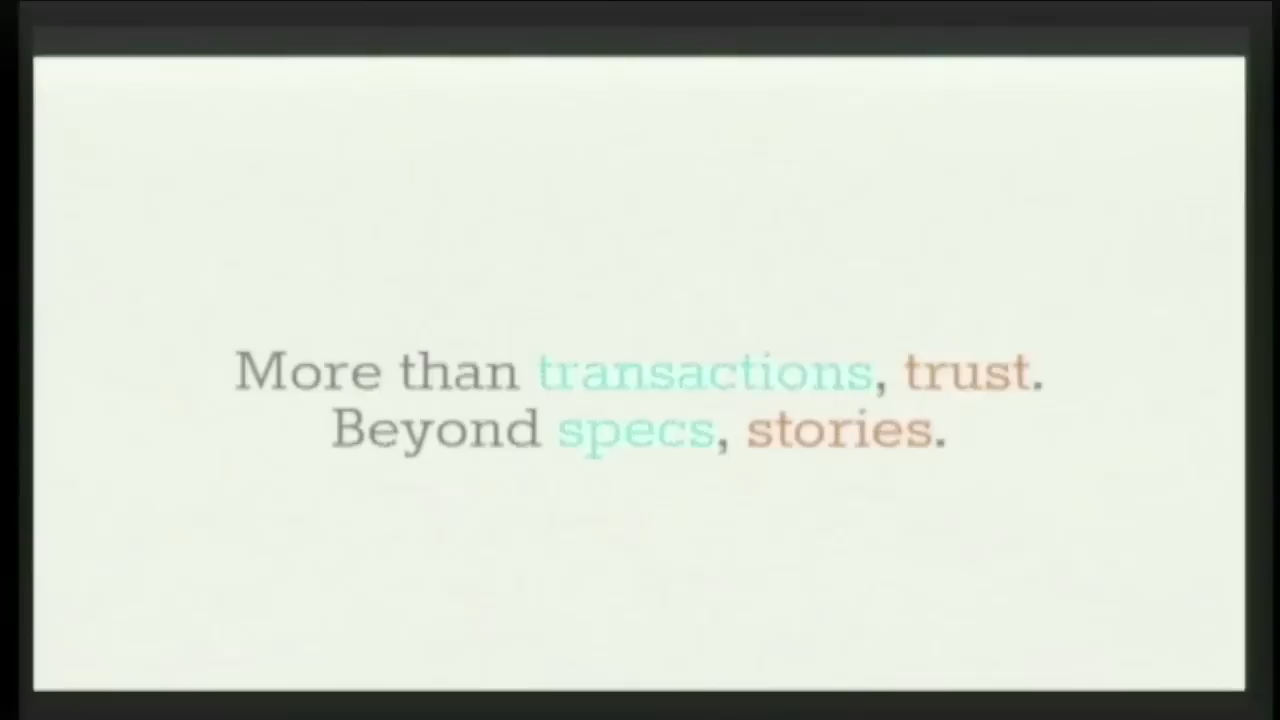 More than transactions, trust.
Beyond specs, stories.